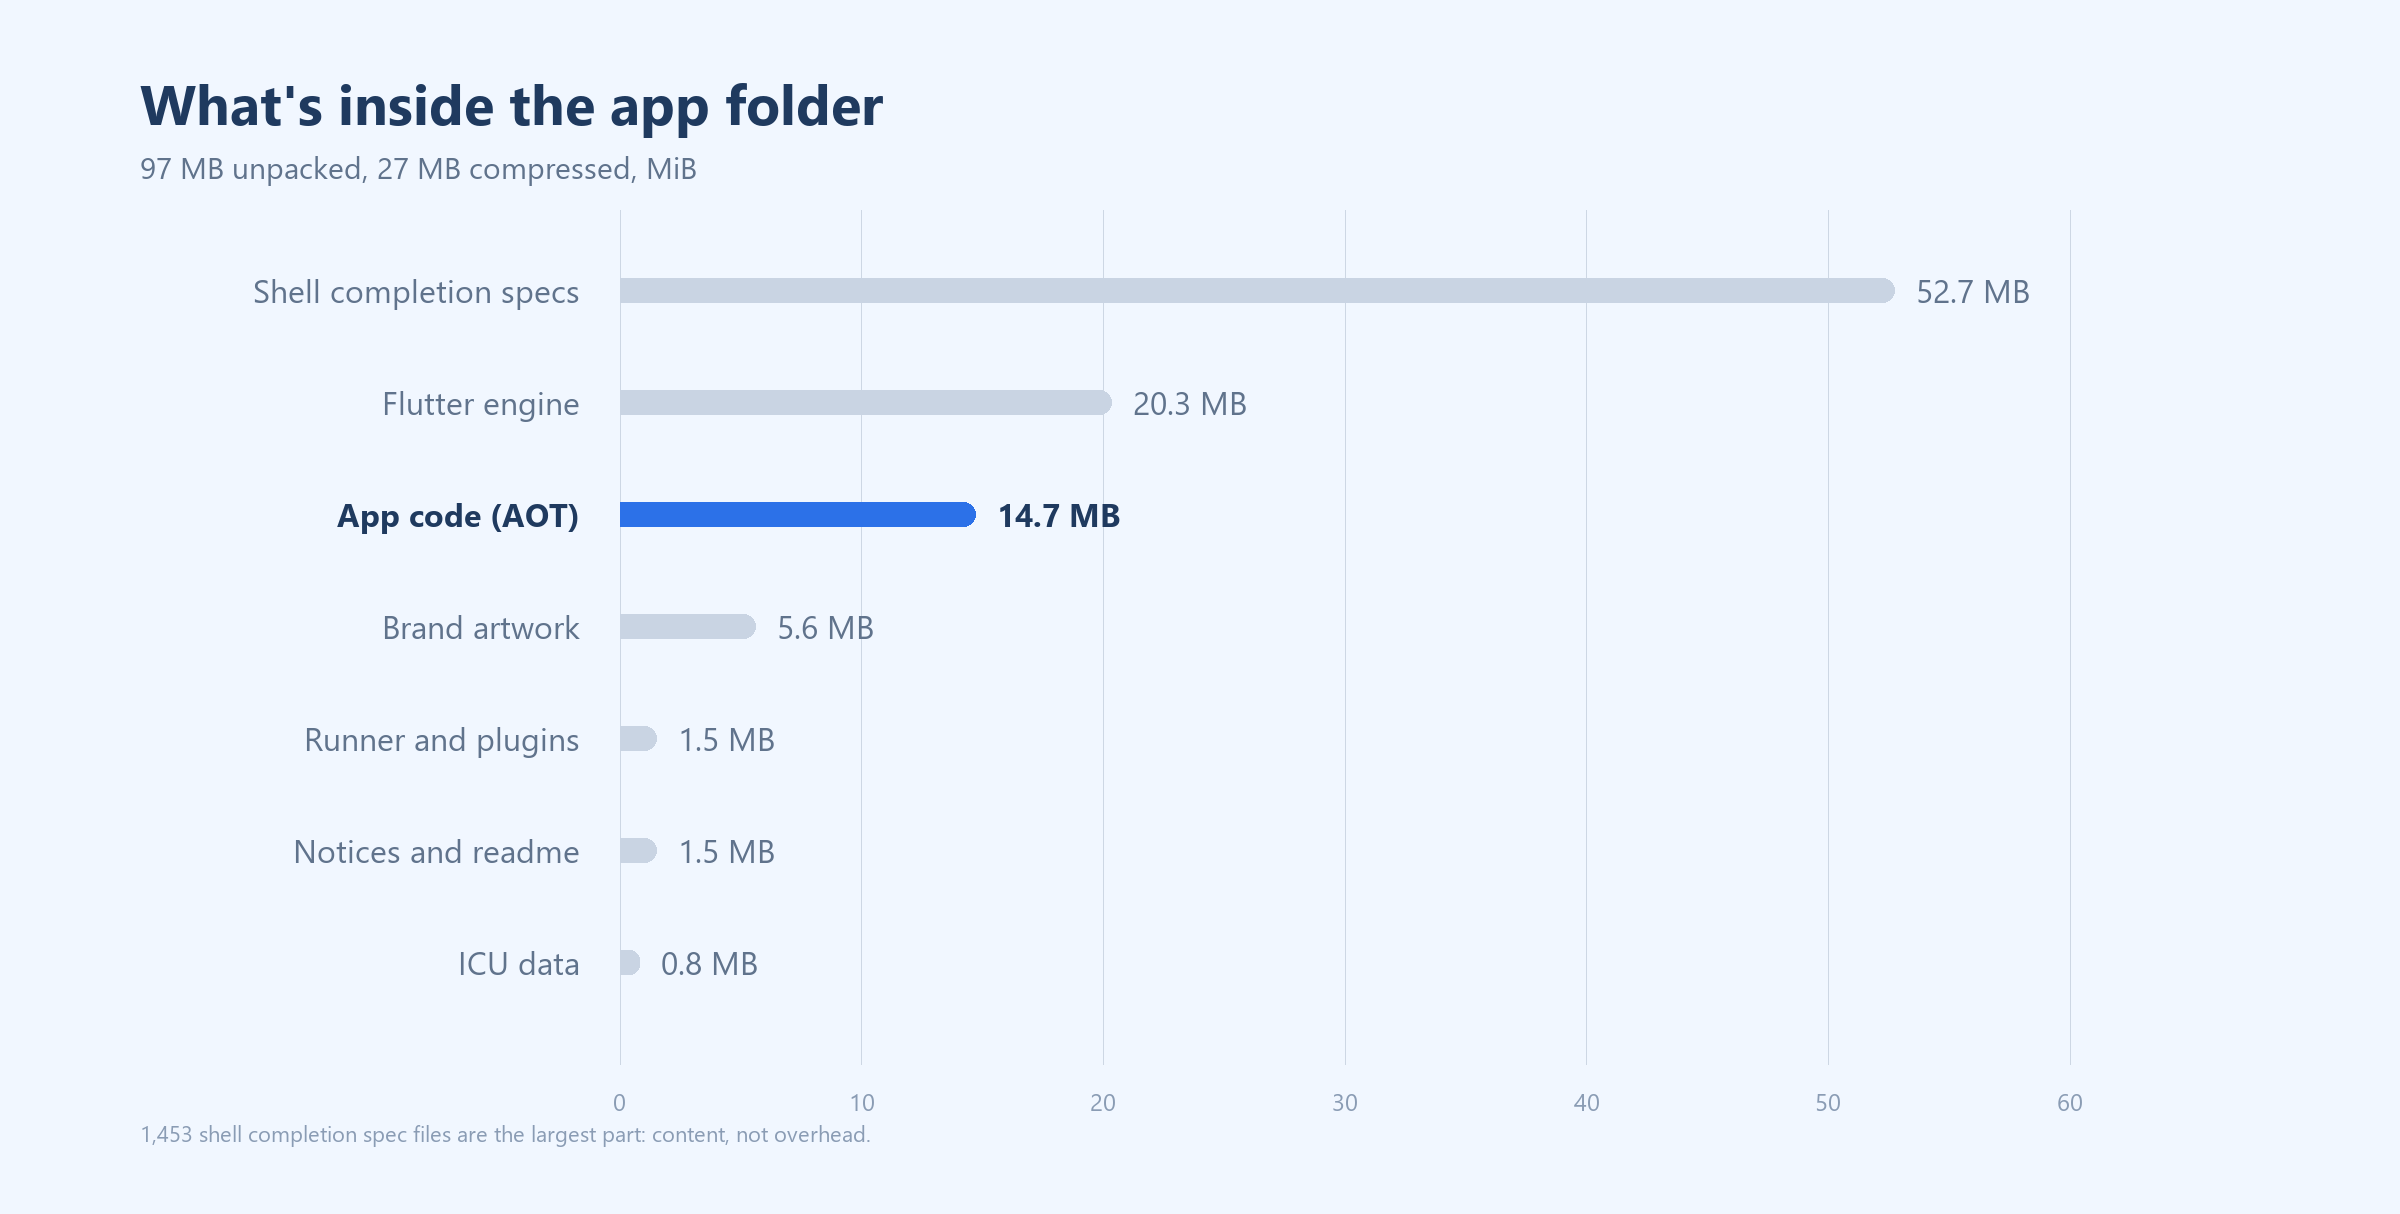 What's inside the app folder
97 MB unpacked, 27 MB compressed, MiB
Shell completion specs 52.7 MB
Flutter engine 20.3 MB
App code (AOT) 14.7 MB
Brand artwork 5.6 MB
Runner and plugins 1.5 MB
Notices and readme 1.5 MB
ICU data 0.8 MB
0 10 20 30 40 50 60
1,453 shell completion spec files are the largest part: content, not overhead.